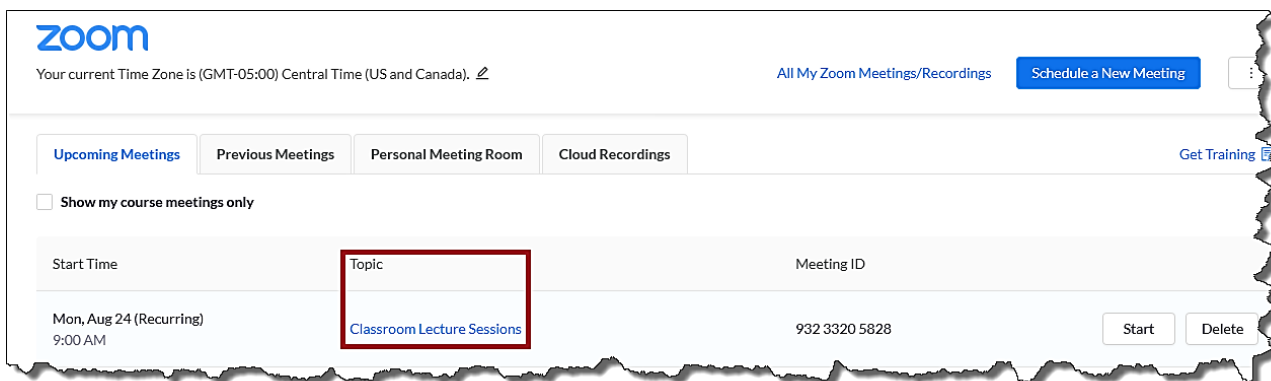 zoom
Your current Time Zone is (GMT-05:00) Central Time (US and Canada).
All My Zoom Meetings/Recordings
Schedule a New Meeting
Upcoming Meetings
Previous Meetings
Personal Meeting Room
Cloud Recordings
Get Training
Show my course meetings only
Start Time
Topic
Meeting ID
Mon, Aug 24 (Recurring)
9:00 AM
Classroom Lecture Sessions
932 3320 5828
Start
Delete